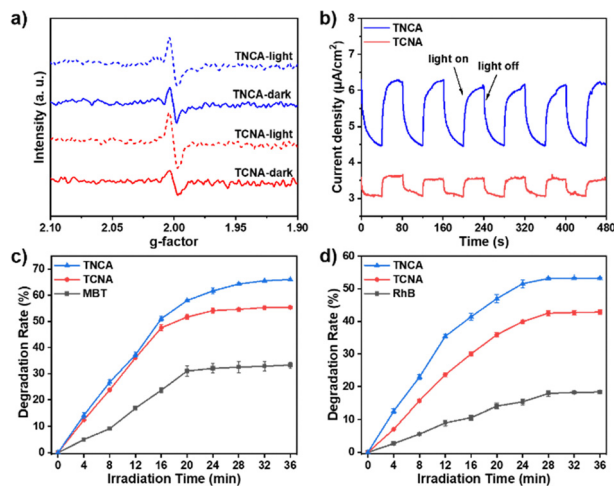 a)
TNCA-light
TNCA-dark
TCNA-light
TCNA-dark
Intensity (a. u.)
2.10 2.05 2.00 1.95 1.90
g-factor
b)
TNCA
TCNA
light on
light off
Current density (μA/cm²)
8
7
6
5
4
3
0 80 160 240 320 400 480
Time (s)
c)
TNCA
TCNA
MBT
Degradation Rate (%)
70
60
50
40
30
20
10
0
0 4 8 12 16 20 24 28 32 36
Irradiation Time (min)
d)
TNCA
TCNA
RhB
Degradation Rate (%)
60
50
40
30
20
10
0
0 4 8 12 16 20 24 28 32 36
Irradiation Time (min)